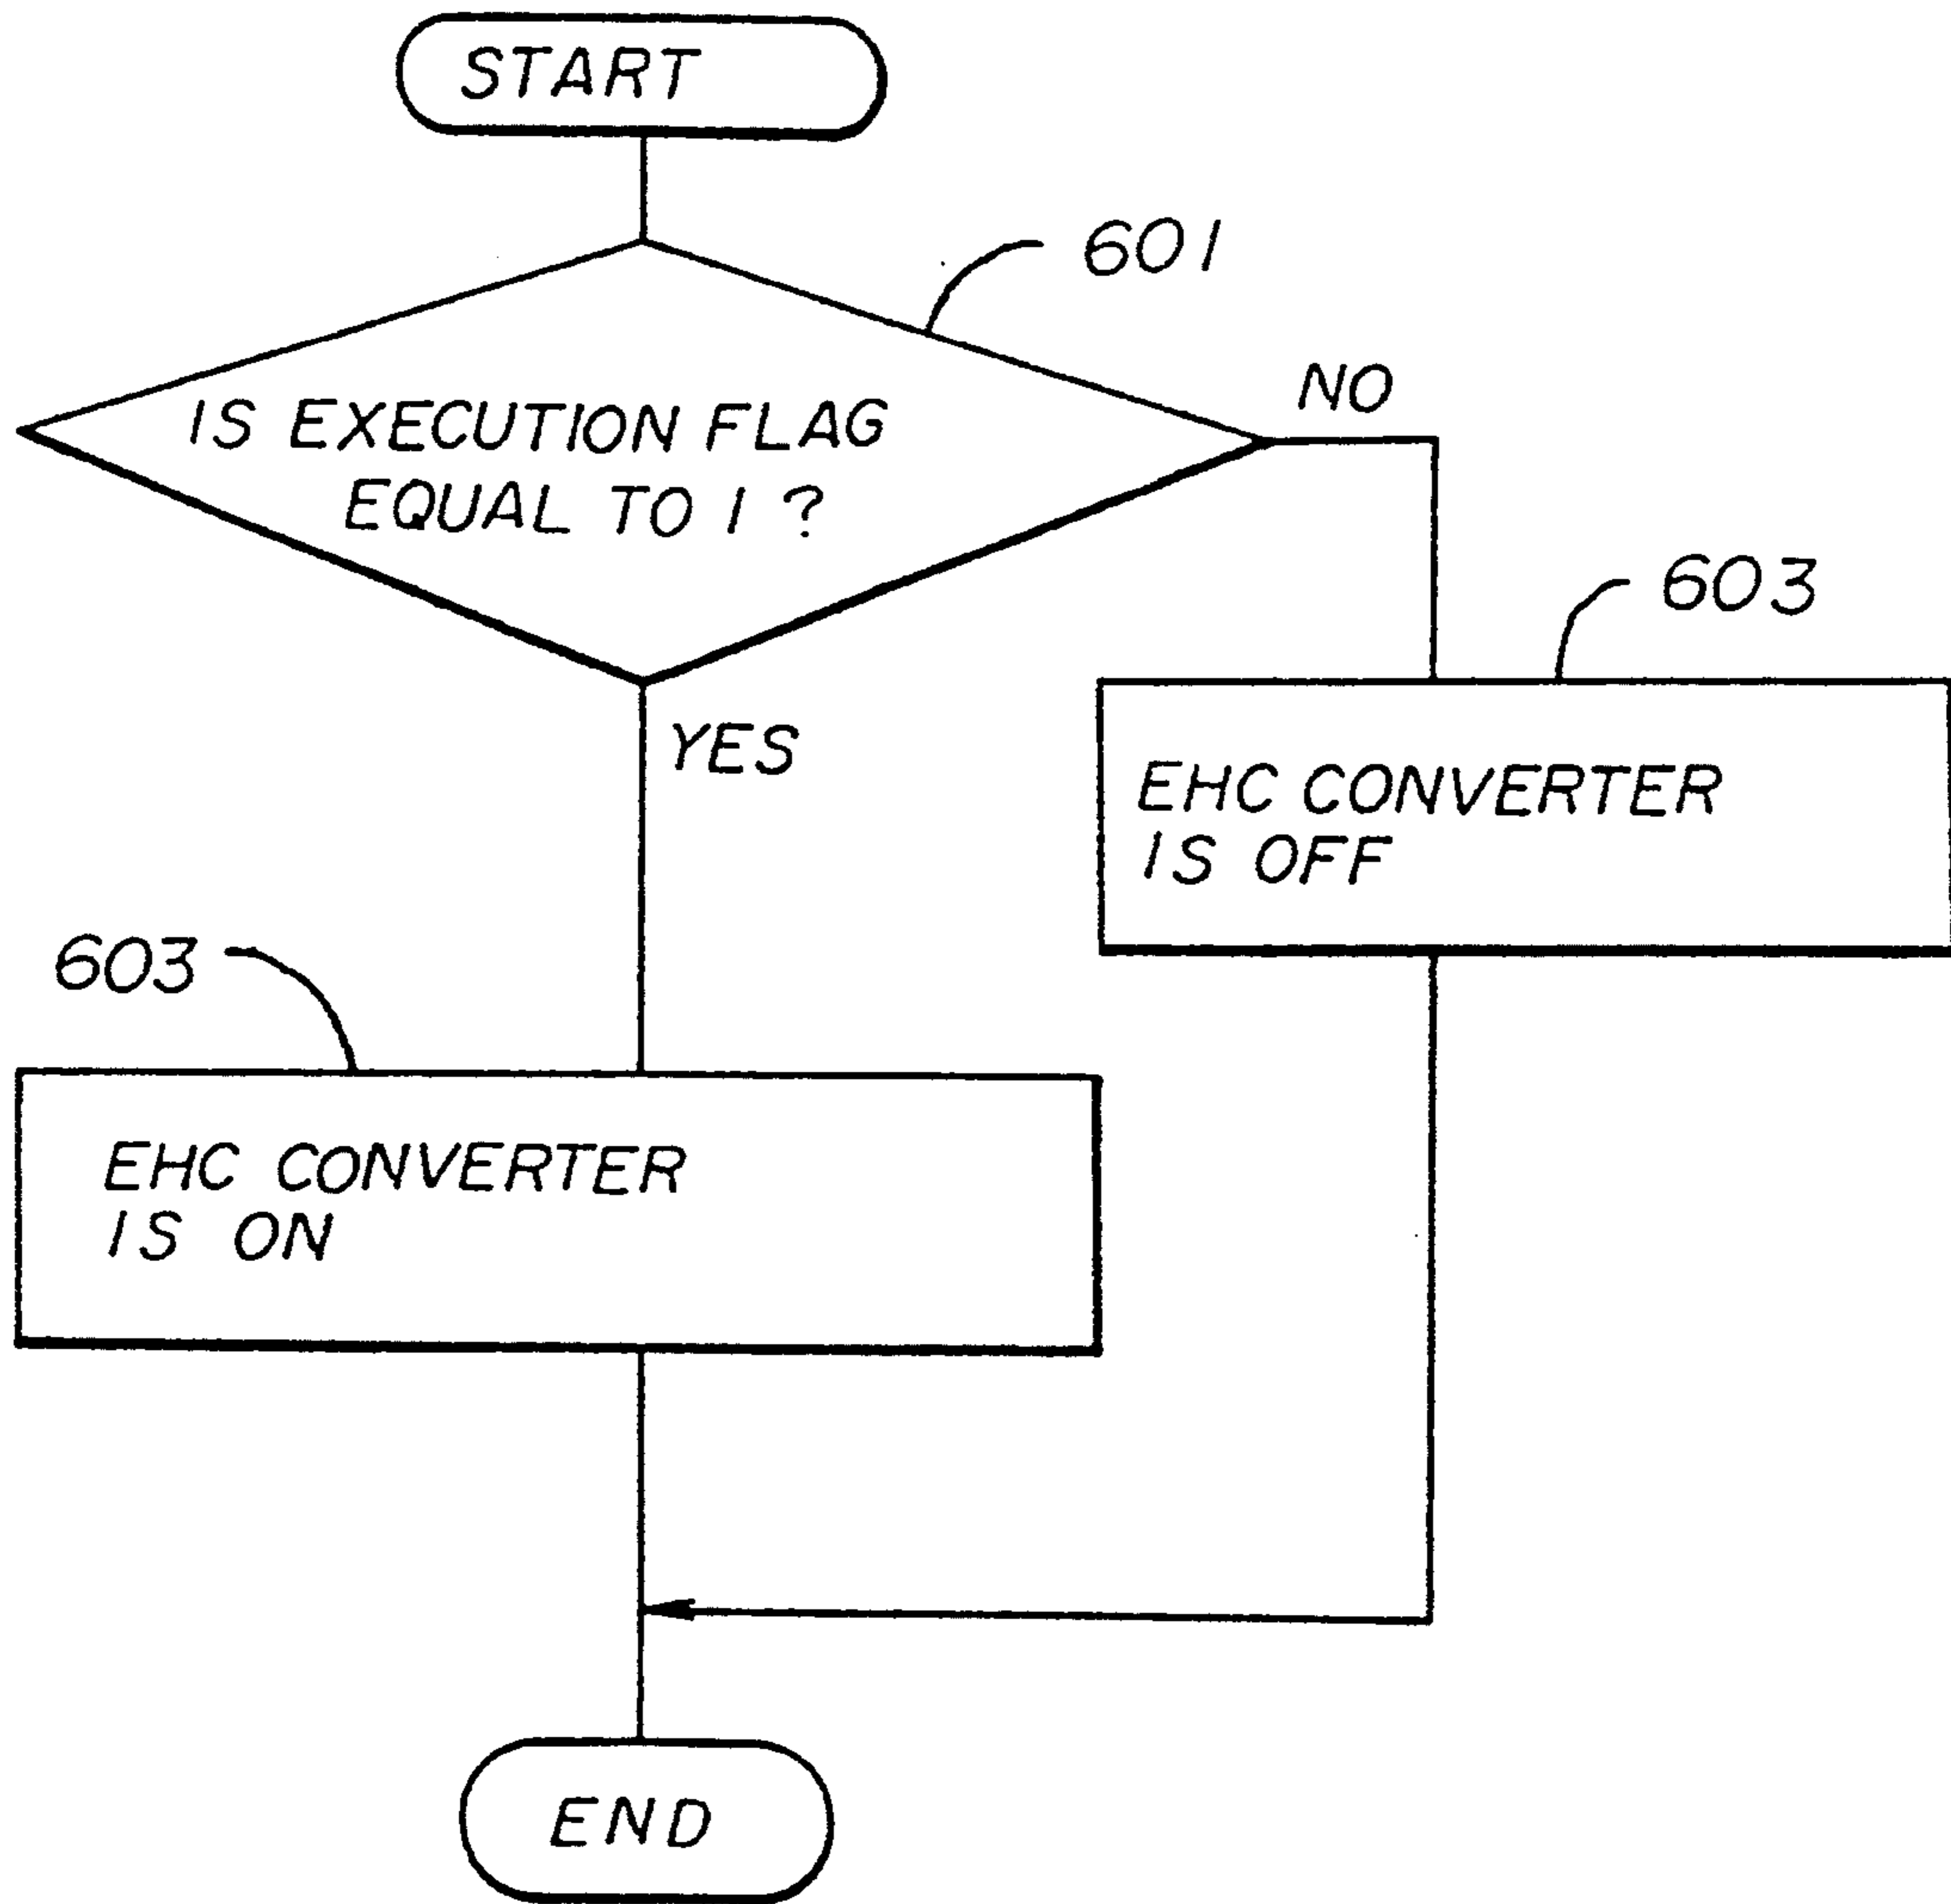 START
601
IS EXECUTION FLAG
EQUAL TO 1 ?
NO
603
YES
EHC CONVERTER
IS OFF
603
EHC CONVERTER
IS ON
END